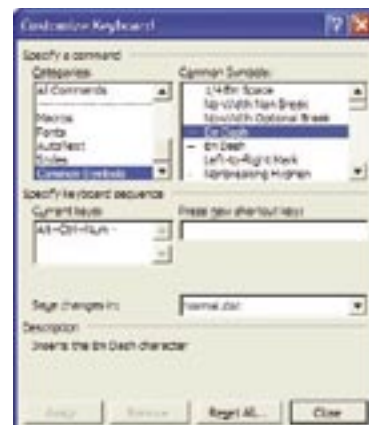 Customize Keyboard
Specify a command
Categories:
Common Symbols:
All Commands
Macros
Fonts
AutoText
Styles
Common Symbols
1/4 Em Space
No-Width Non Break
No-Width Optional Break
Em Dash
En Dash
Left-to-Right Mark
Nonbreaking Hyphen
Specify keyboard sequence
Current keys:
Press new shortcut key:
Alt+Ctrl+Num -
Save changes in:
Normal.dot
Description
Inserts the Em Dash character
Assign
Remove
Reset All...
Close